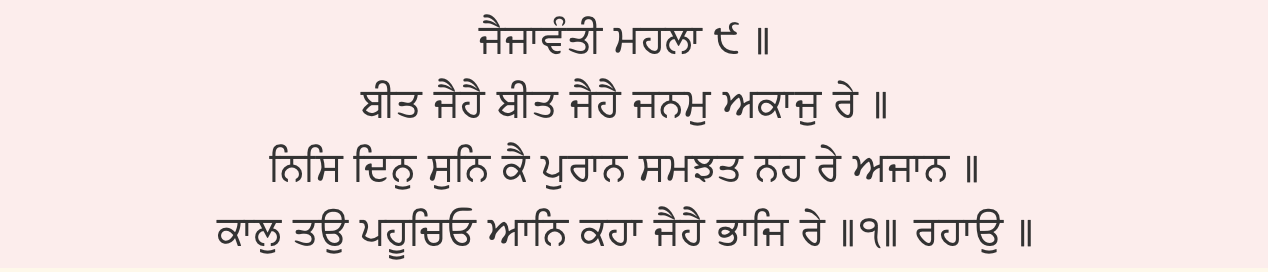 ਜੈਜਾਵੰਤੀ ਮਹਲਾ ੯ ॥
ਬੀਤ ਜੈਹੈ ਬੀਤ ਜੈਹੈ ਜਨਮੁ ਅਕਾਜੁ ਰੇ ॥
ਨਿਸਿ ਦਿਨੁ ਸੁਨਿ ਕੈ ਪੁਰਾਨ ਸਮਝਤ ਨਹ ਰੇ ਅਜਾਨ ॥
ਕਾਲੁ ਤਉ ਪਹੂਚਿਓ ਆਨਿ ਕਹਾ ਜੈਹੈ ਭਾਜਿ ਰੇ ॥੧॥ ਰਹਾਉ ॥